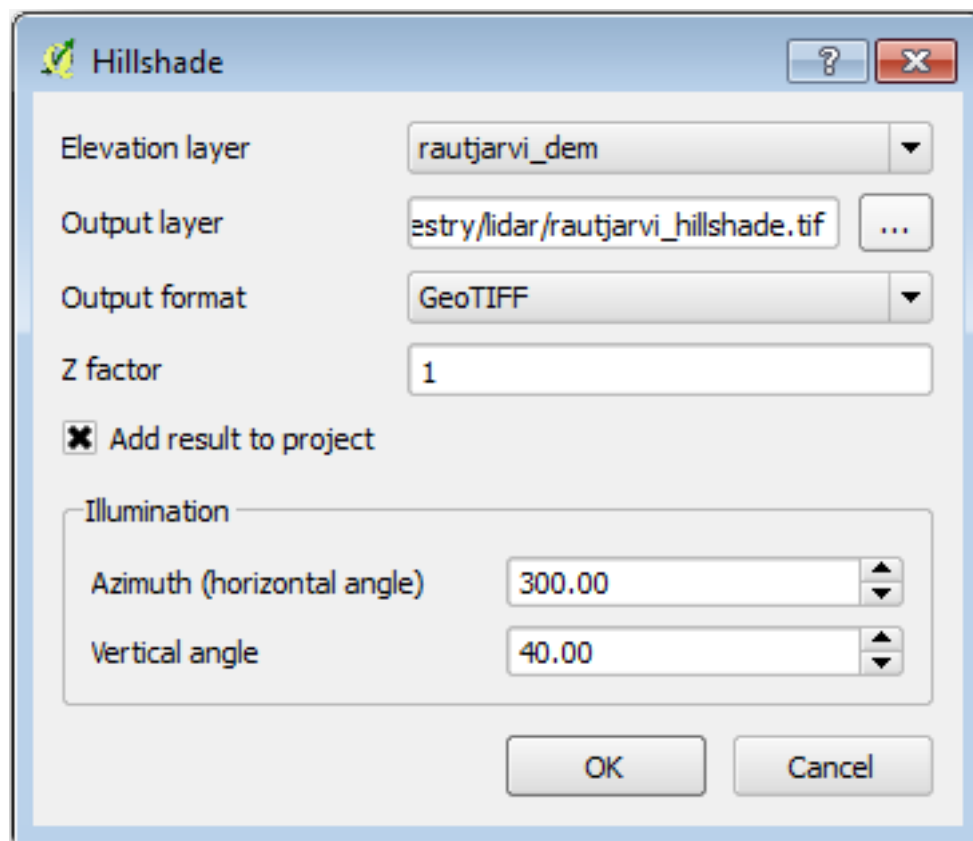 Hillshade
Elevation layer rautjarvi_dem
Output layer estry/lidar/rautjarvi_hillshade.tif ...
Output format GeoTIFF
Z factor 1
Add result to project
Illumination
Azimuth (horizontal angle) 300.00
Vertical angle 40.00
OK Cancel